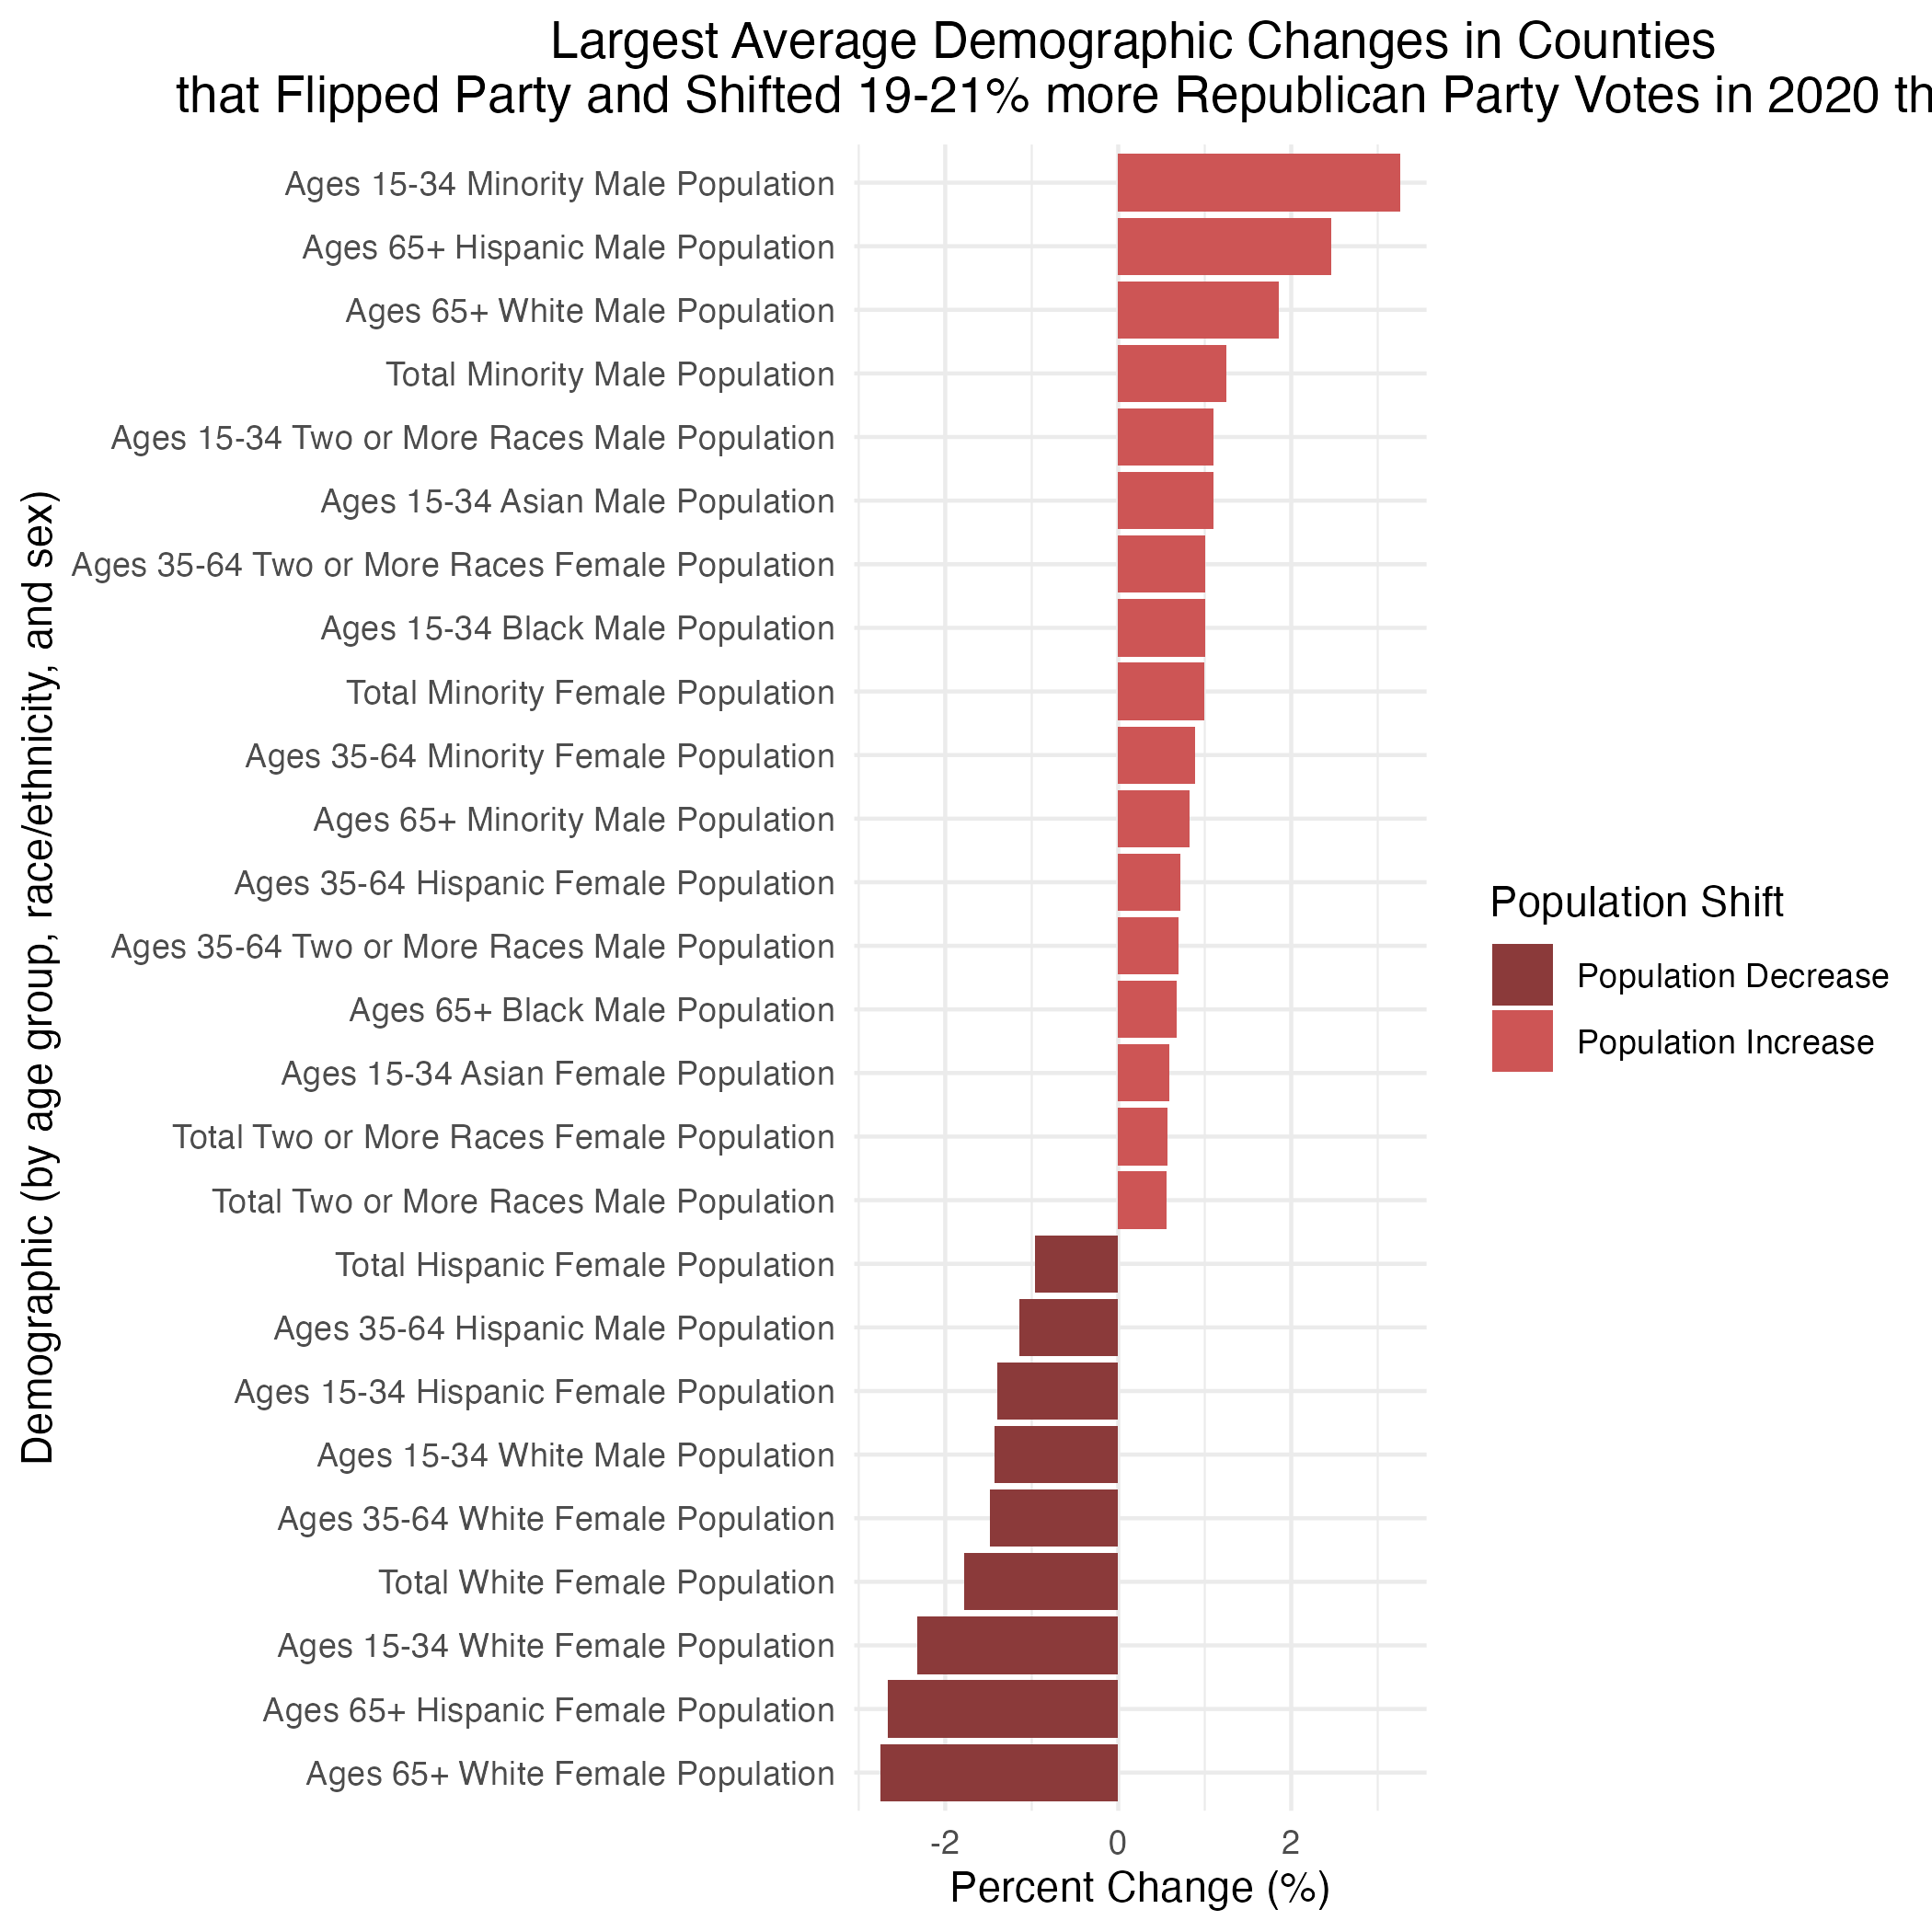 Largest Average Demographic Changes in Counties
that Flipped Party and Shifted 19-21% more Republican Party Votes in 2020 th
Demographic (by age group, race/ethnicity, and sex)
Ages 15-34 Minority Male Population
Ages 65+ Hispanic Male Population
Ages 65+ White Male Population
Total Minority Male Population
Ages 15-34 Two or More Races Male Population
Ages 15-34 Asian Male Population
Ages 35-64 Two or More Races Female Population
Ages 15-34 Black Male Population
Total Minority Female Population
Ages 35-64 Minority Female Population
Ages 65+ Minority Male Population
Ages 35-64 Hispanic Female Population
Ages 35-64 Two or More Races Male Population
Ages 65+ Black Male Population
Ages 15-34 Asian Female Population
Total Two or More Races Female Population
Total Two or More Races Male Population
Total Hispanic Female Population
Ages 35-64 Hispanic Male Population
Ages 15-34 Hispanic Female Population
Ages 15-34 White Male Population
Ages 35-64 White Female Population
Total White Female Population
Ages 15-34 White Female Population
Ages 65+ Hispanic Female Population
Ages 65+ White Female Population
-2 0 2
Percent Change (%)
Population Shift
Population Decrease
Population Increase